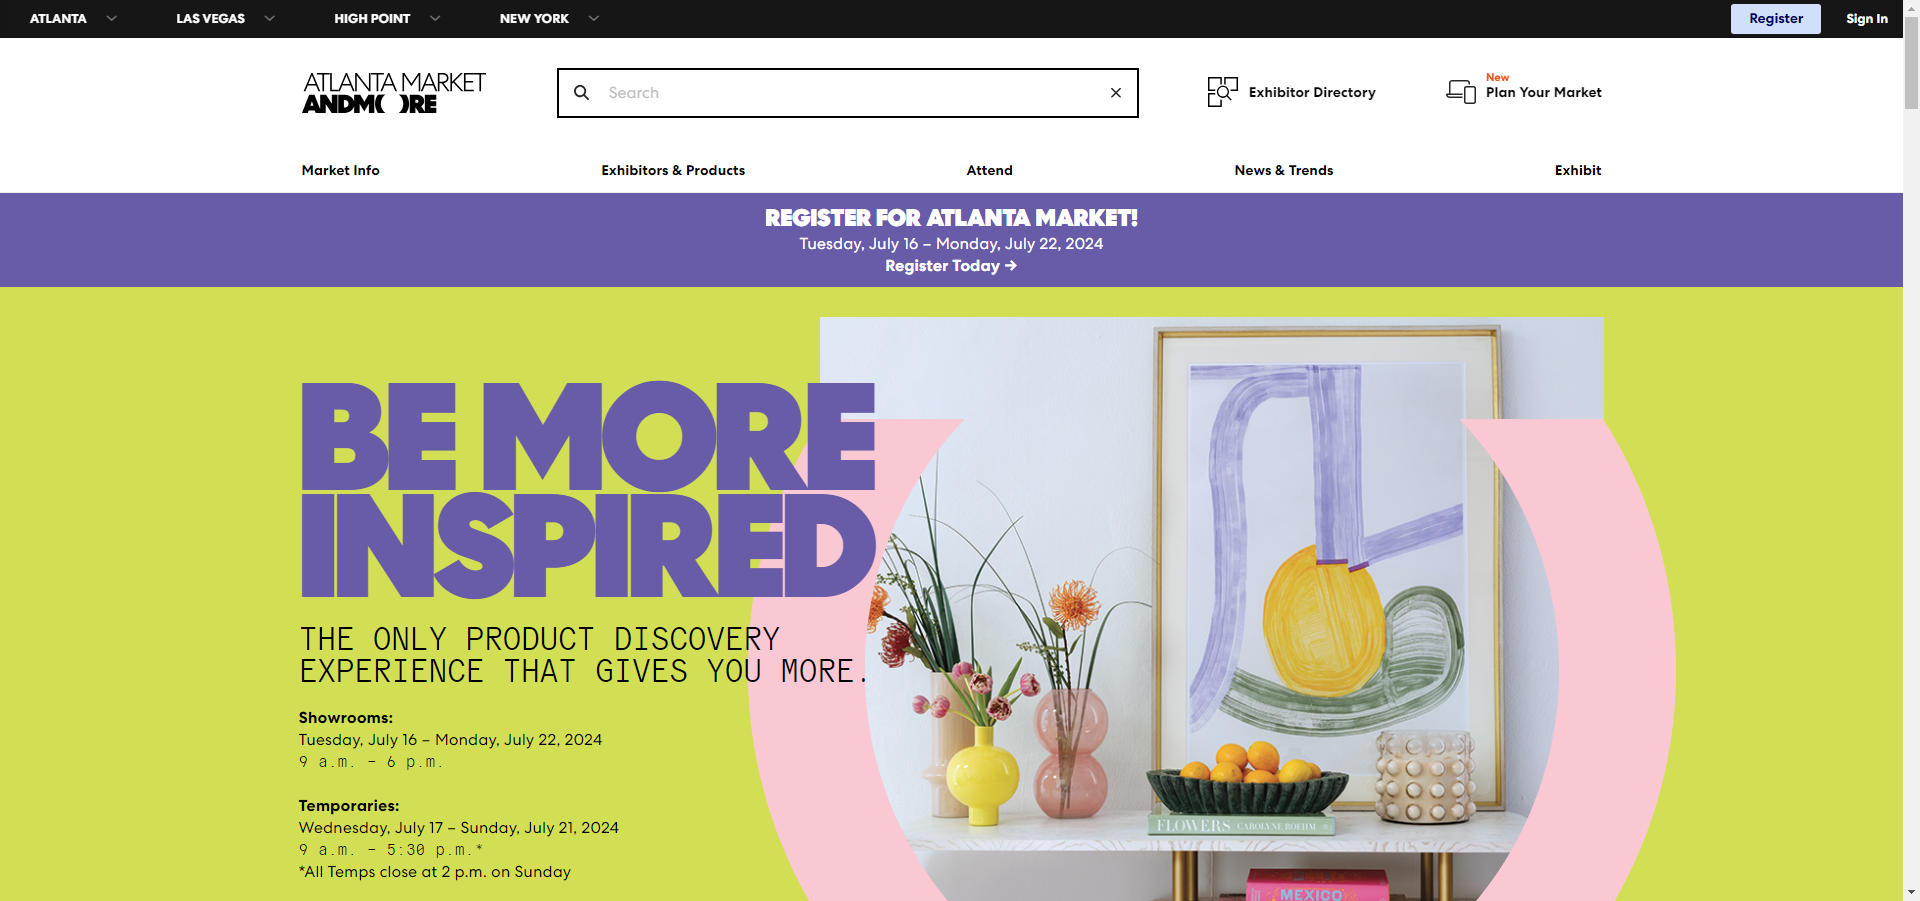 ATLANTA
LAS VEGAS
HIGH POINT
NEW YORK
Register
Sign In
ATLANTA MARKET
ANDMORE
Search
Exhibitor Directory
New
Plan Your Market
Market Info
Exhibitors & Products
Attend
News & Trends
Exhibit
REGISTER FOR ATLANTA MARKET!
Tuesday, July 16 – Monday, July 22, 2024
Register Today →
BE MORE
INSPIRED
THE ONLY PRODUCT DISCOVERY
EXPERIENCE THAT GIVES YOU MORE.
Showrooms:
Tuesday, July 16 – Monday, July 22, 2024
9 a.m. – 6 p.m.
Temporaries:
Wednesday, July 17 – Sunday, July 21, 2024
9 a.m. – 5:30 p.m.*
*All Temps close at 2 p.m. on Sunday
FLOWERS CAROLYNE ROEHM
MEXICO